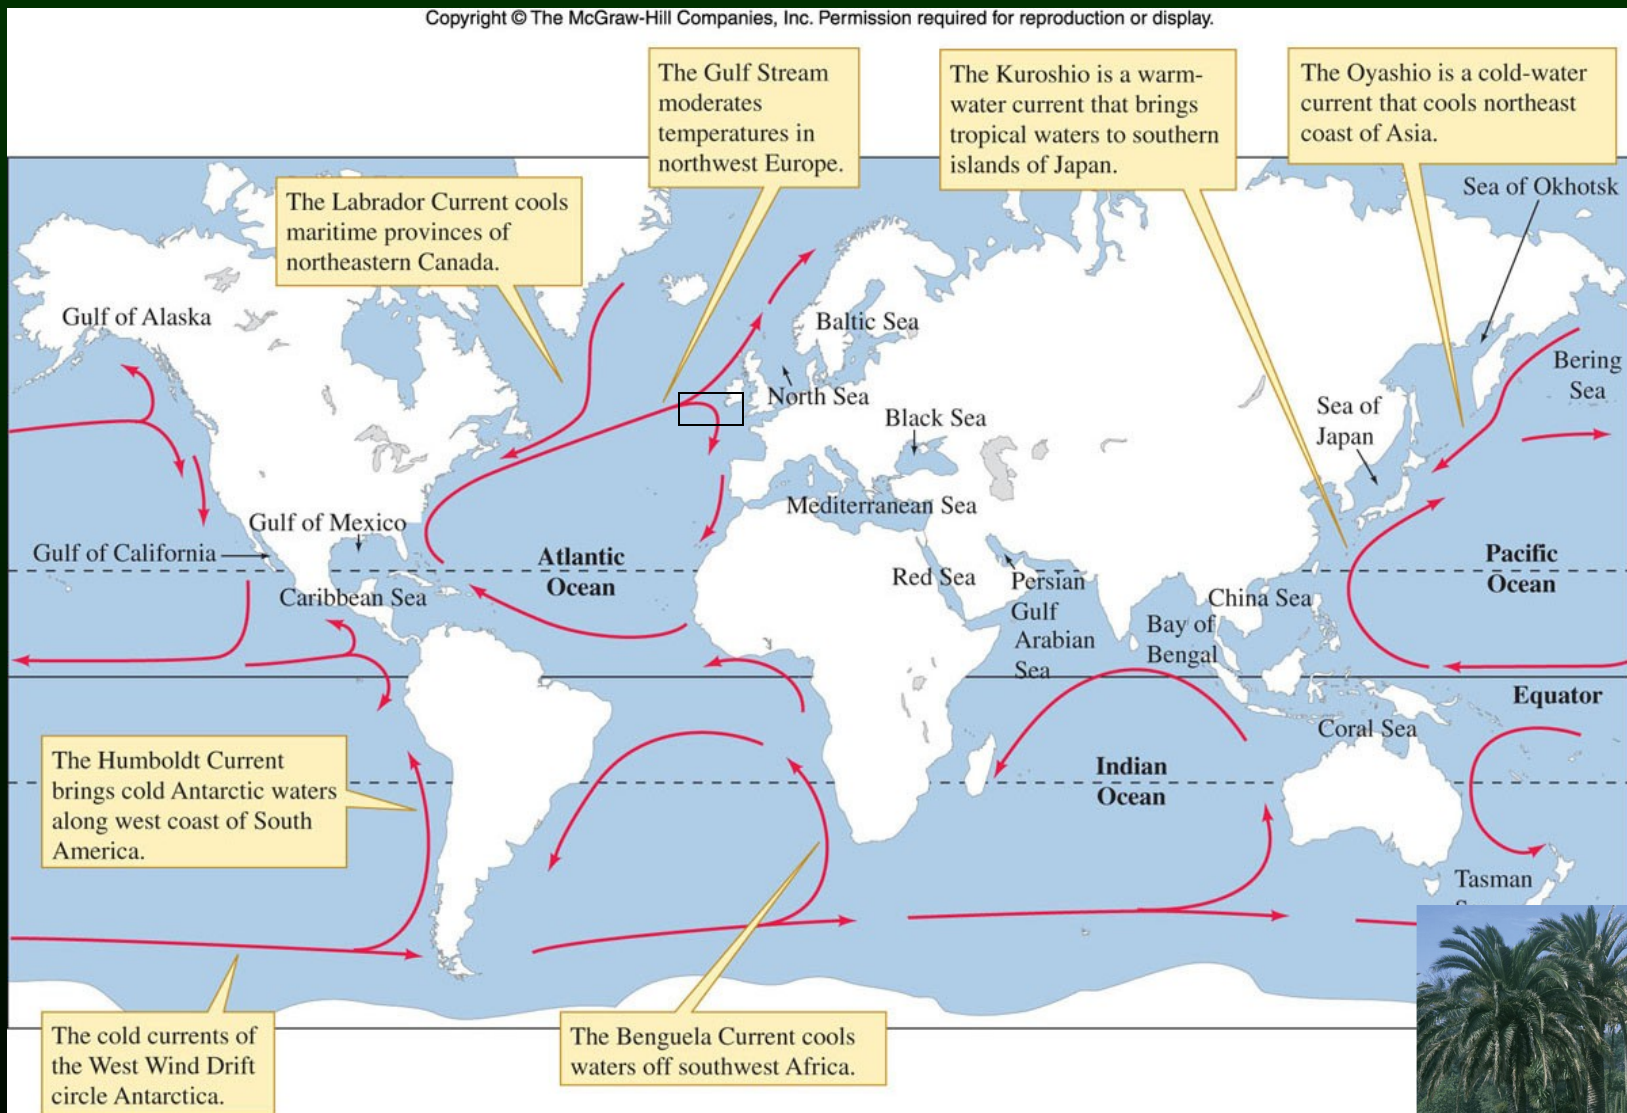 Copyright © The McGraw-Hill Companies, Inc. Permission required for reproduction or display.
The Gulf Stream
moderates
temperatures in
northwest Europe.
The Kuroshio is a warm-
water current that brings
tropical waters to southern
islands of Japan.
The Oyashio is a cold-water
current that cools northeast
coast of Asia.
The Labrador Current cools
maritime provinces of
northeastern Canada.
Sea of Okhotsk
Gulf of Alaska
Baltic Sea
Bering
Sea
North Sea
Black Sea
Sea of
Japan
Mediterranean Sea
Gulf of Mexico
Gulf of California
Atlantic
Ocean
Pacific
Ocean
Red Sea
Persian
Gulf
Caribbean Sea
China Sea
Arabian
Sea
Bay of
Bengal
Equator
Coral Sea
The Humboldt Current
brings cold Antarctic waters
along west coast of South
America.
Indian
Ocean
Tasman
The cold currents of
the West Wind Drift
circle Antarctica.
The Benguela Current cools
waters off southwest Africa.